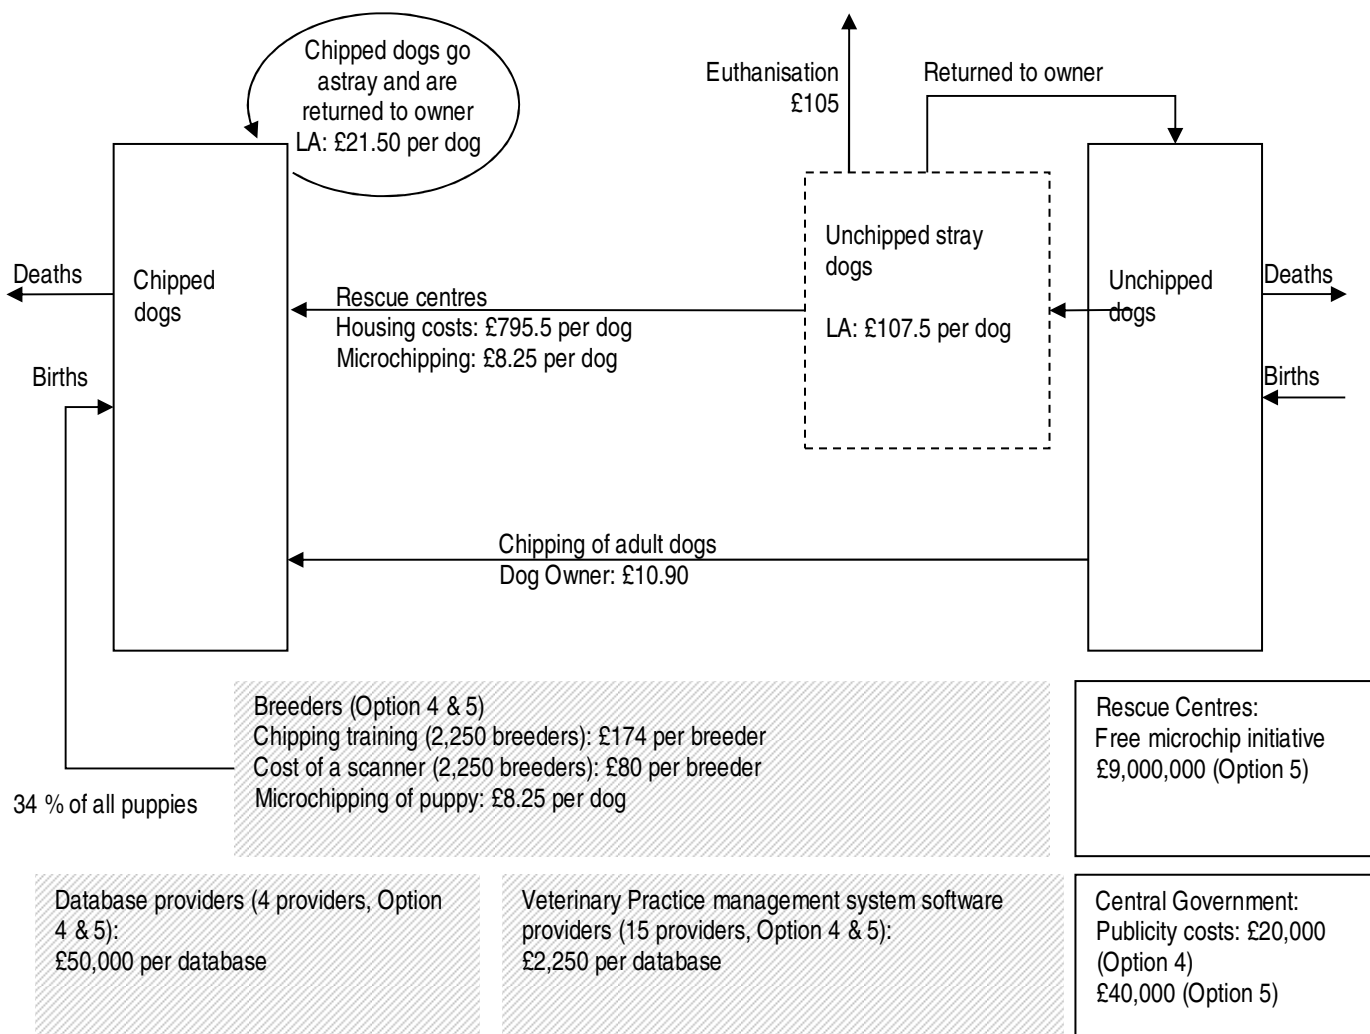 Chipped dogs go
astray and are
returned to owner
LA: £21.50 per dog
Euthanisation
£105
Returned to owner
Deaths
Chipped
dogs
Births
Rescue centres
Housing costs: £795.5 per dog
Microchipping: £8.25 per dog
Unchipped stray
dogs
LA: £107.5 per dog
Unchipped
dogs
Deaths
Births
Chipping of adult dogs
Dog Owner: £10.90
34 % of all puppies
Breeders (Option 4 & 5)
Chipping training (2,250 breeders): £174 per breeder
Cost of a scanner (2,250 breeders): £80 per breeder
Microchipping of puppy: £8.25 per dog
Rescue Centres:
Free microchip initiative
£9,000,000 (Option 5)
Database providers (4 providers, Option
4 & 5):
£50,000 per database
Veterinary Practice management system software
providers (15 providers, Option 4 & 5):
£2,250 per database
Central Government:
Publicity costs: £20,000
(Option 4)
£40,000 (Option 5)